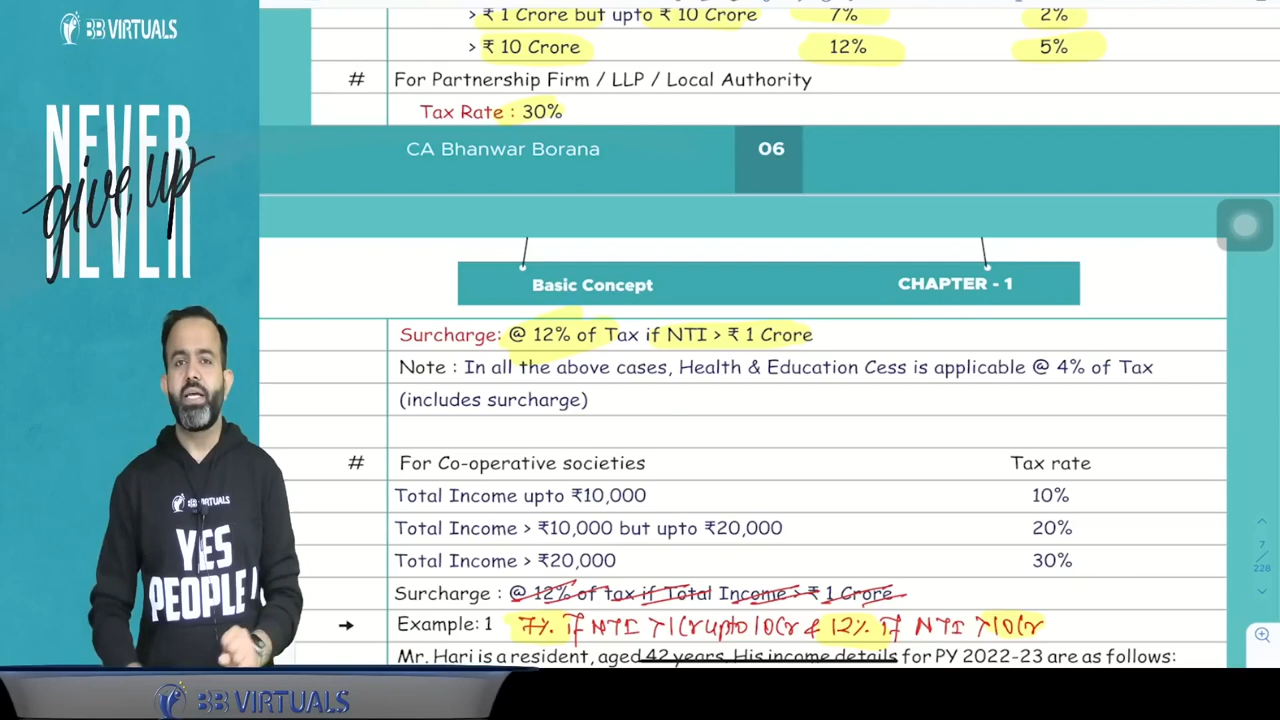 BB VIRTUALS
NEVER
give up
NEVER
BB VIRTUALS
YES
PEOPLE!
> ₹ 1 Crore but upto ₹ 10 Crore 7% 2%
> ₹ 10 Crore 12% 5%
# For Partnership Firm / LLP / Local Authority
Tax Rate : 30%
CA Bhanwar Borana 06
Basic Concept CHAPTER - 1
Surcharge: @ 12% of Tax if NTI > ₹ 1 Crore
Note : In all the above cases, Health & Education Cess is applicable @ 4% of Tax
(includes surcharge)
# For Co-operative societies Tax rate
Total Income upto ₹10,000 10%
Total Income > ₹10,000 but upto ₹20,000 20%
Total Income > ₹20,000 30%
Surcharge : @ 12% of tax if Total Income > ₹ 1 Crore
→ Example: 1 7% if NTI >1Cr upto 10Cr & 12% if NTI >10Cr
Mr. Hari is a resident, aged 42 years. His income details for PY 2022-23 are as follows:
7
228
BB VIRTUALS